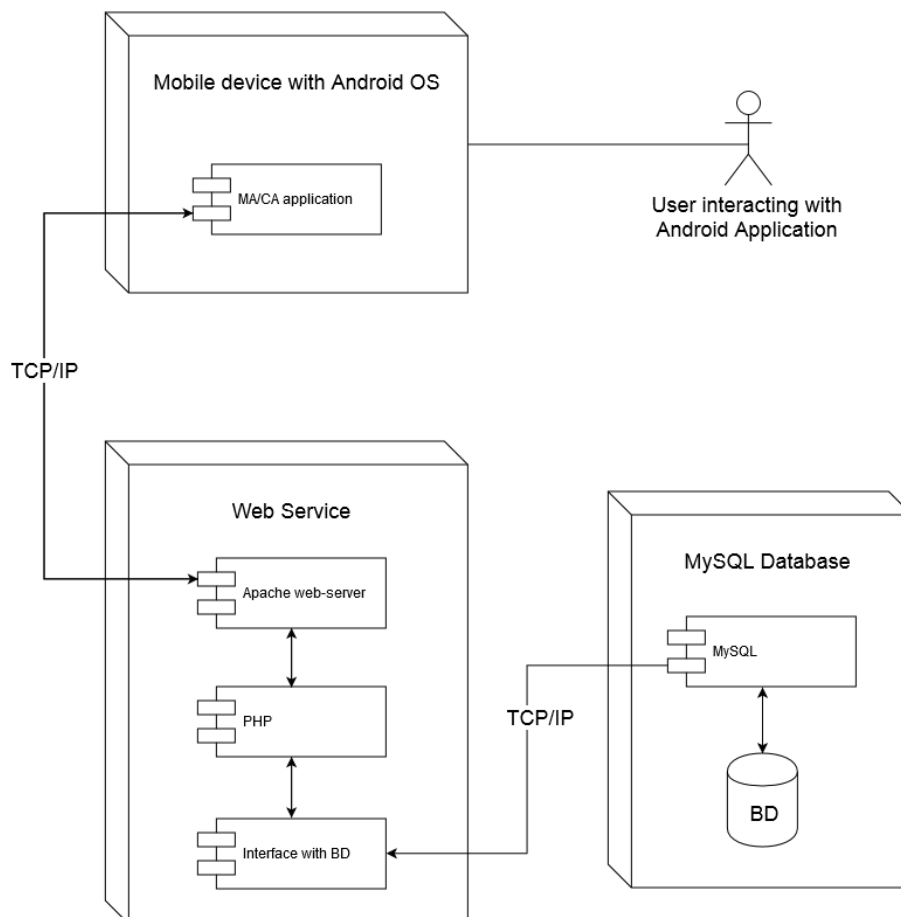 Mobile device with Android OS
MA/CA application
User interacting with
Android Application
TCP/IP
Web Service
Apache web-server
PHP
Interface with BD
TCP/IP
MySQL Database
MySQL
BD